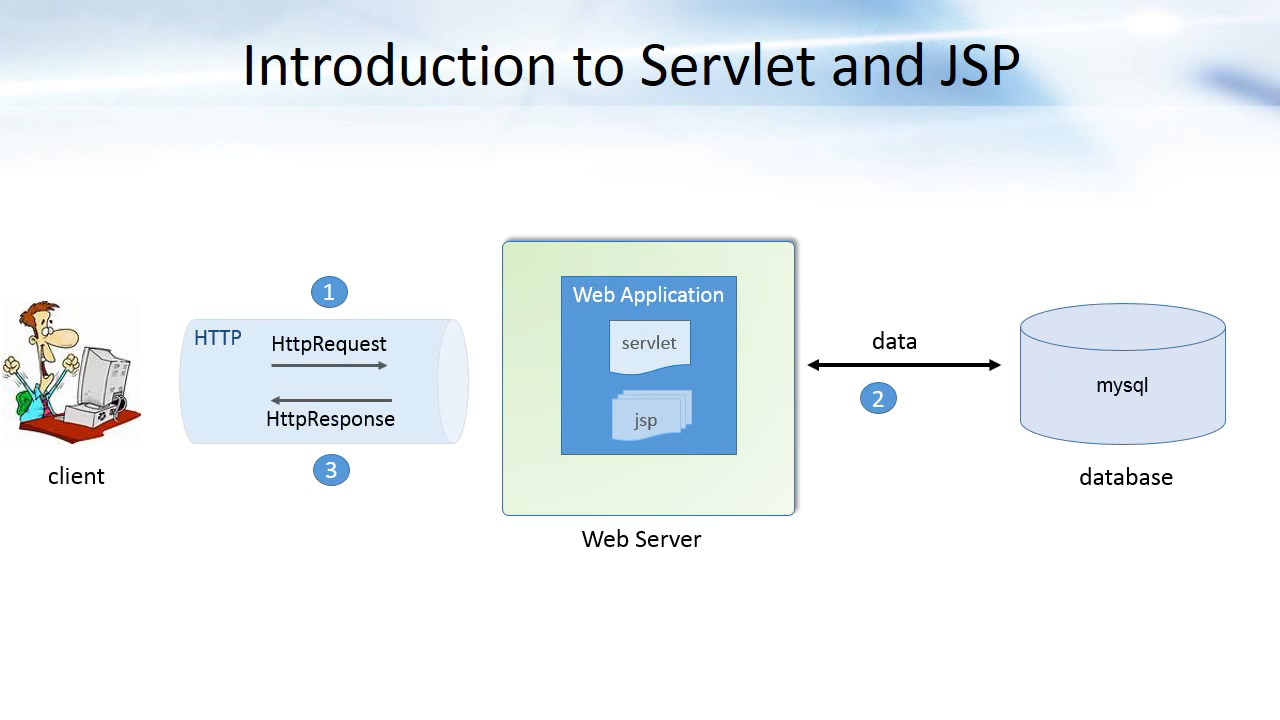 Introduction to Servlet and JSP
1
HTTP
HttpRequest
HttpResponse
3
client
Web Application
servlet
jsp
Web Server
data
2
mysql
database